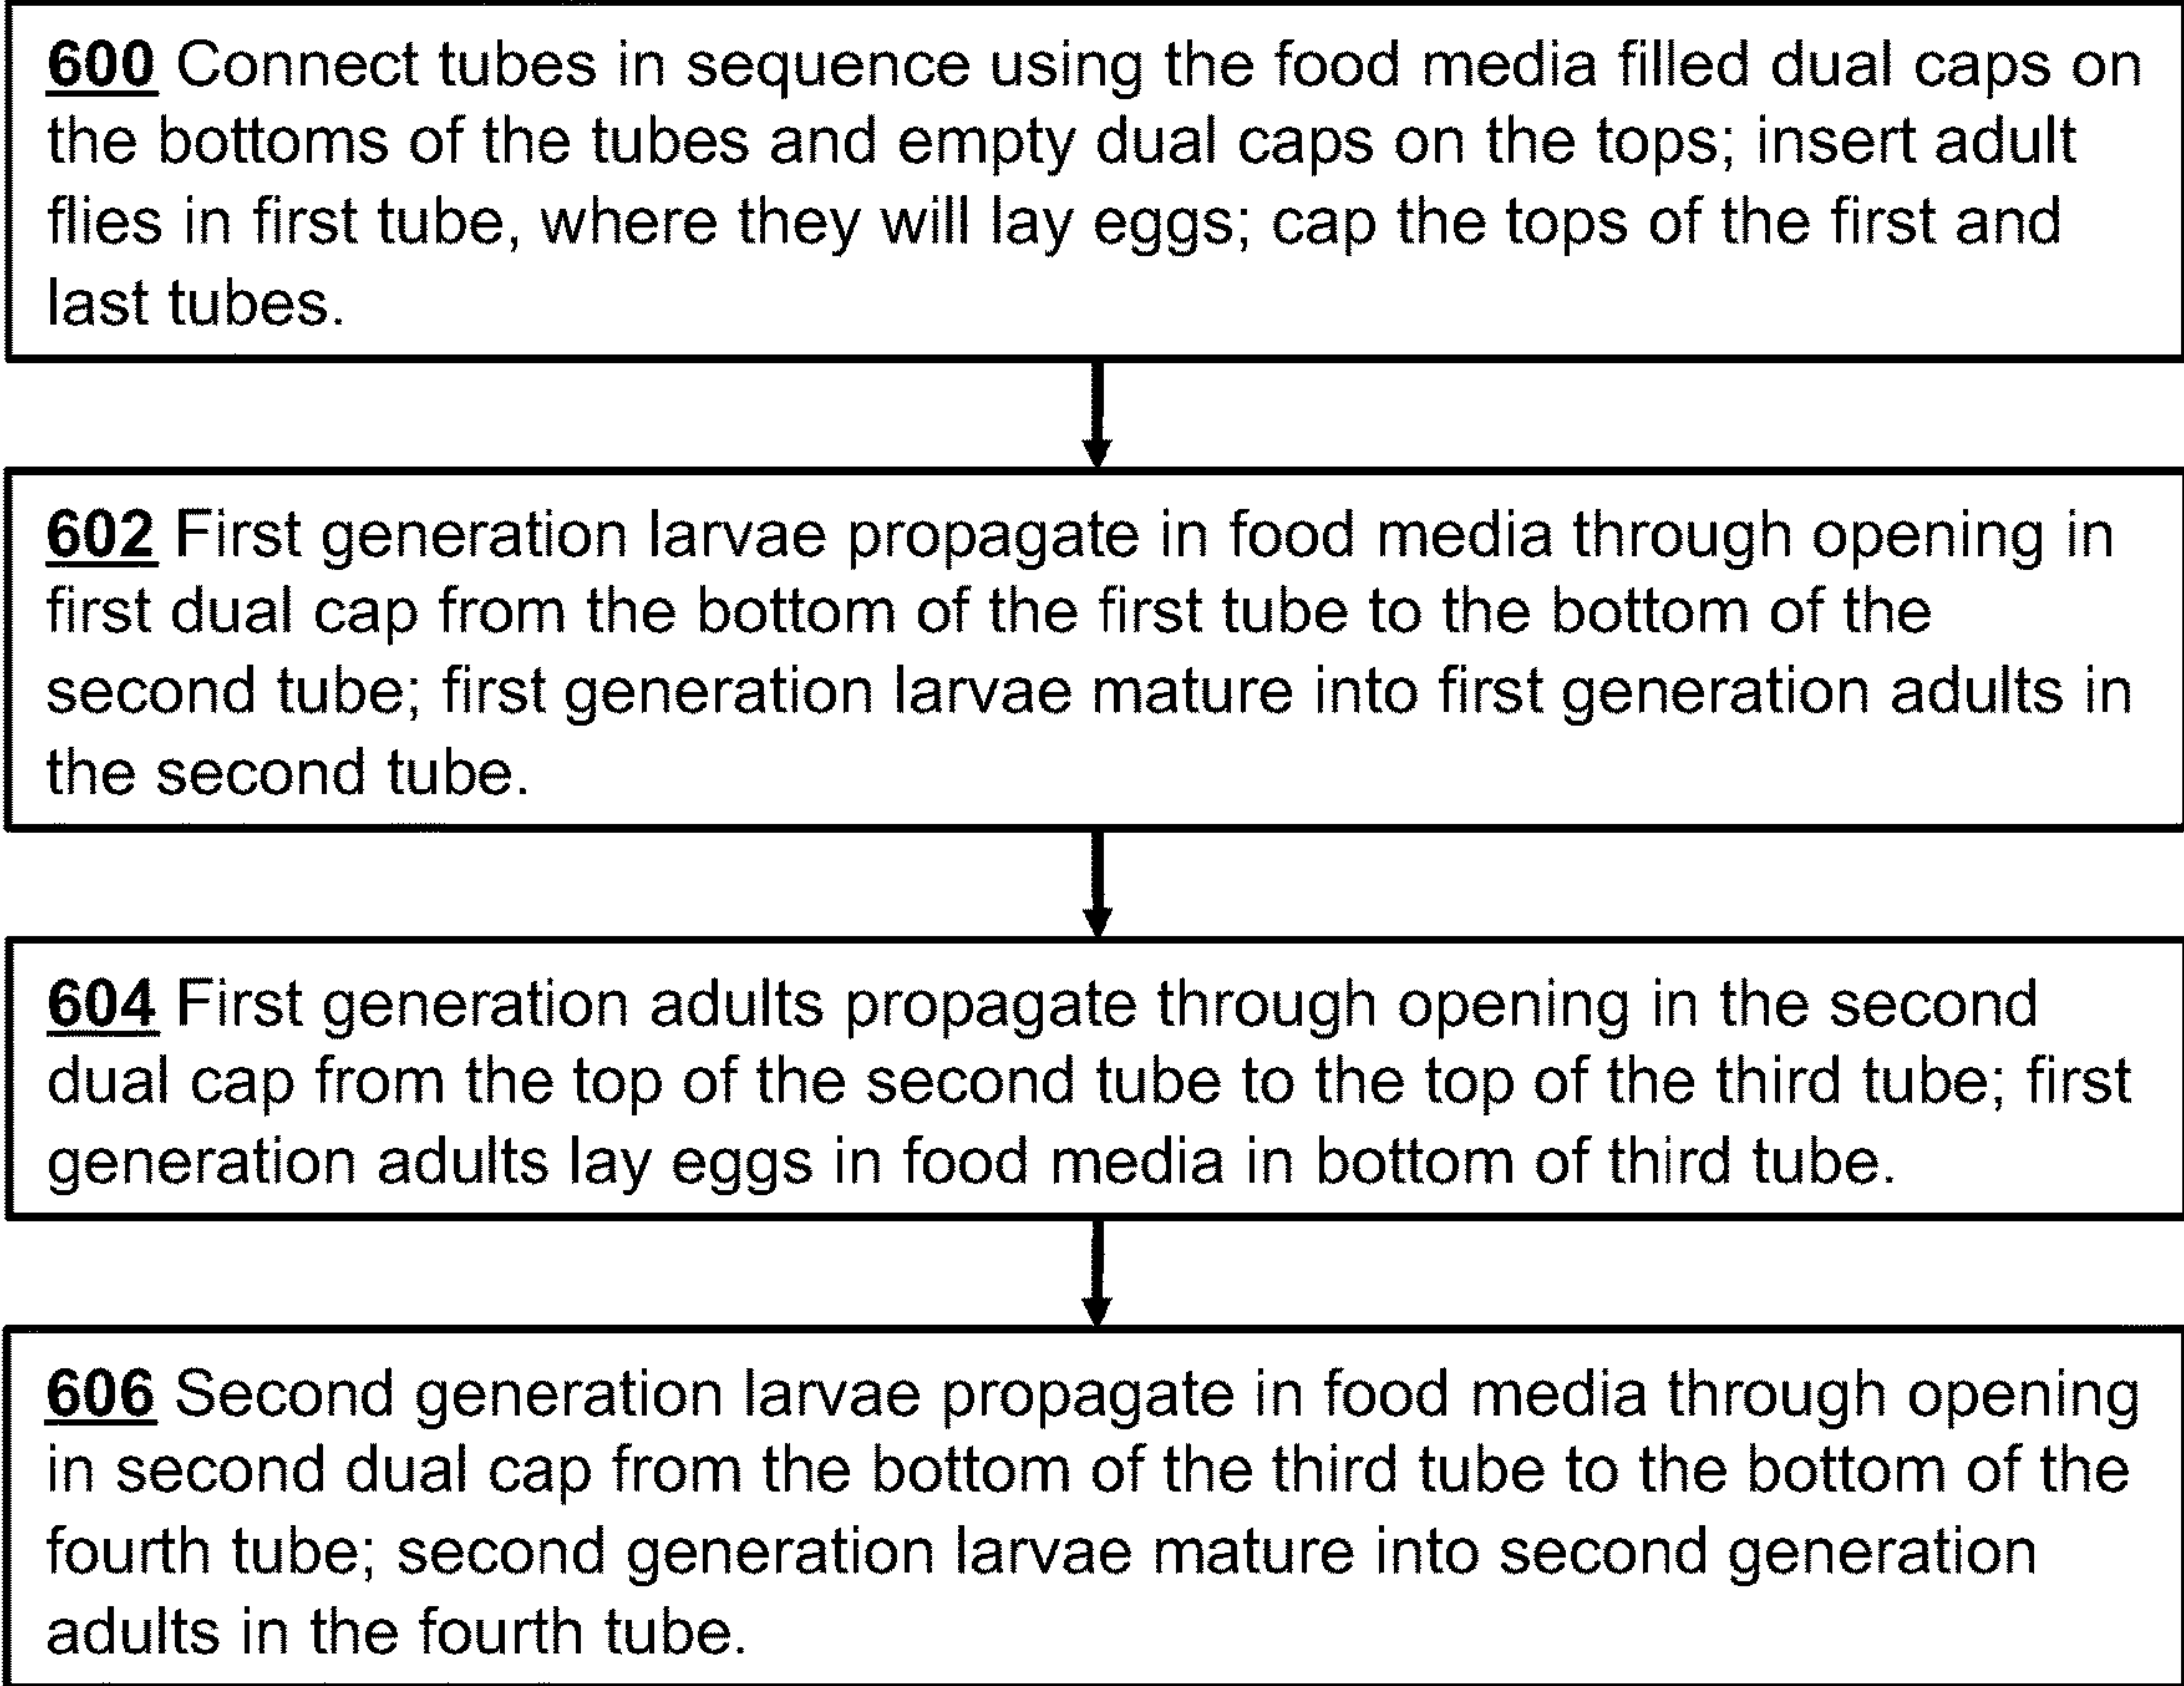 600 Connect tubes in sequence using the food media filled dual caps on
the bottoms of the tubes and empty dual caps on the tops; insert adult
flies in first tube, where they will lay eggs; cap the tops of the first and
last tubes.
602 First generation larvae propagate in food media through opening in
first dual cap from the bottom of the first tube to the bottom of the
second tube; first generation larvae mature into first generation adults in
the second tube.
604 First generation adults propagate through opening in the second
dual cap from the top of the second tube to the top of the third tube; first
generation adults lay eggs in food media in bottom of third tube.
606 Second generation larvae propagate in food media through opening
in second dual cap from the bottom of the third tube to the bottom of the
fourth tube; second generation larvae mature into second generation
adults in the fourth tube.